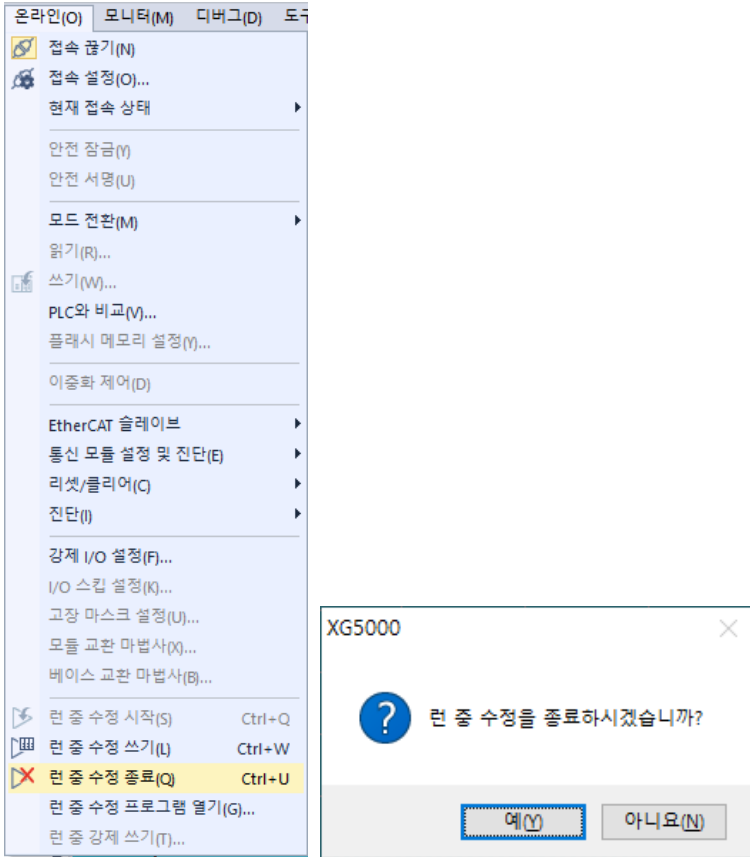 온라인(O) 모니터(M) 디버그(D) 도구
접속 끊기(N)
접속 설정(O)...
현재 접속 상태
안전 잠금(Y)
안전 서명(U)
모드 전환(M)
읽기(R)...
쓰기(W)...
PLC와 비교(V)...
플래시 메모리 설정(Y)...
이중화 제어(D)
EtherCAT 슬레이브
통신 모듈 설정 및 진단(E)
리셋/클리어(C)
진단(I)
강제 I/O 설정(F)...
I/O 스킵 설정(K)...
고장 마스크 설정(U)...
모듈 교환 마법사(X)...
베이스 교환 마법사(B)...
런 중 수정 시작(S) Ctrl+Q
런 중 수정 쓰기(L) Ctrl+W
런 중 수정 종료(Q) Ctrl+U
런 중 수정 프로그램 열기(G)...
런 중 강제 쓰기(T)...
XG5000
런 중 수정을 종료하시겠습니까?
예(Y) 아니요(N)